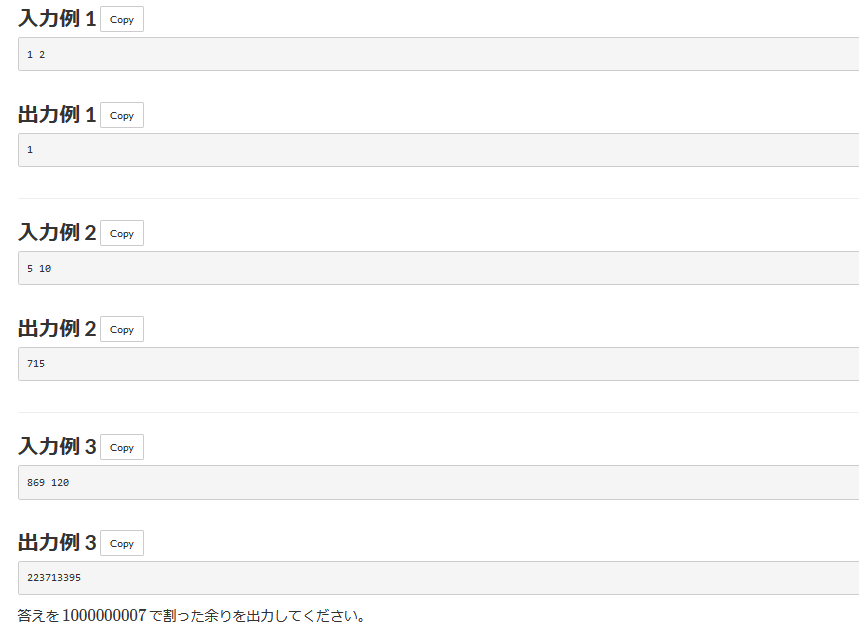 入力例 1 Copy
1 2
出力例 1 Copy
1
入力例 2 Copy
5 10
出力例 2 Copy
715
入力例 3 Copy
869 120
出力例 3 Copy
223713395
答えを 1000000007 で割った余りを出力してください。